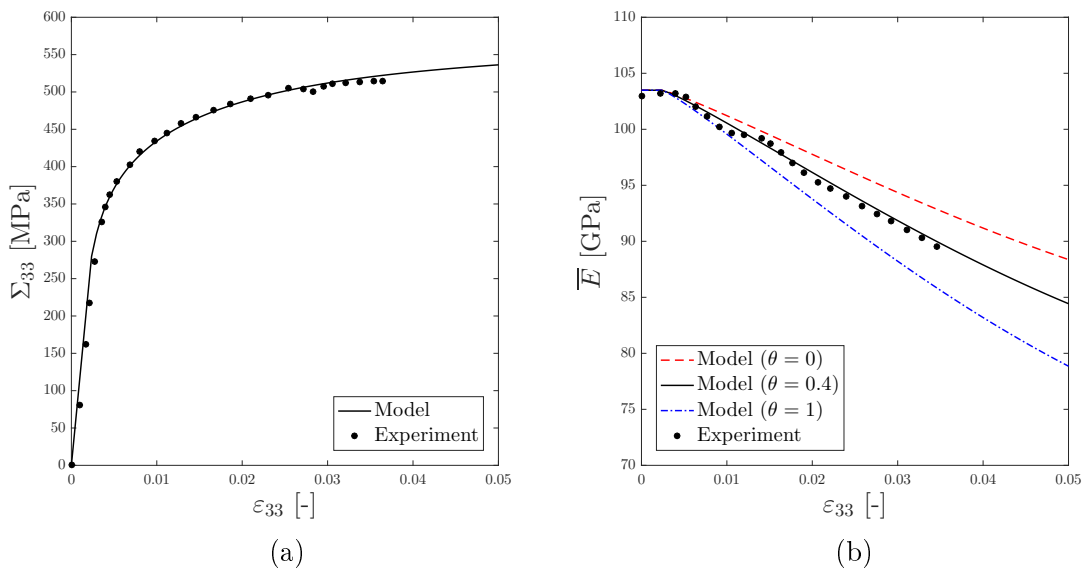 600
550
500
450
400
350
300
250
200
150
100
50
0
Σ₃₃ [MPa]
0 0.01 0.02 0.03 0.04 0.05
ε₃₃ [-]
Model
Experiment
(a)
110
105
100
95
90
85
80
75
70
E̅ [GPa]
0 0.01 0.02 0.03 0.04 0.05
ε₃₃ [-]
Model (θ = 0)
Model (θ = 0.4)
Model (θ = 1)
Experiment
(b)